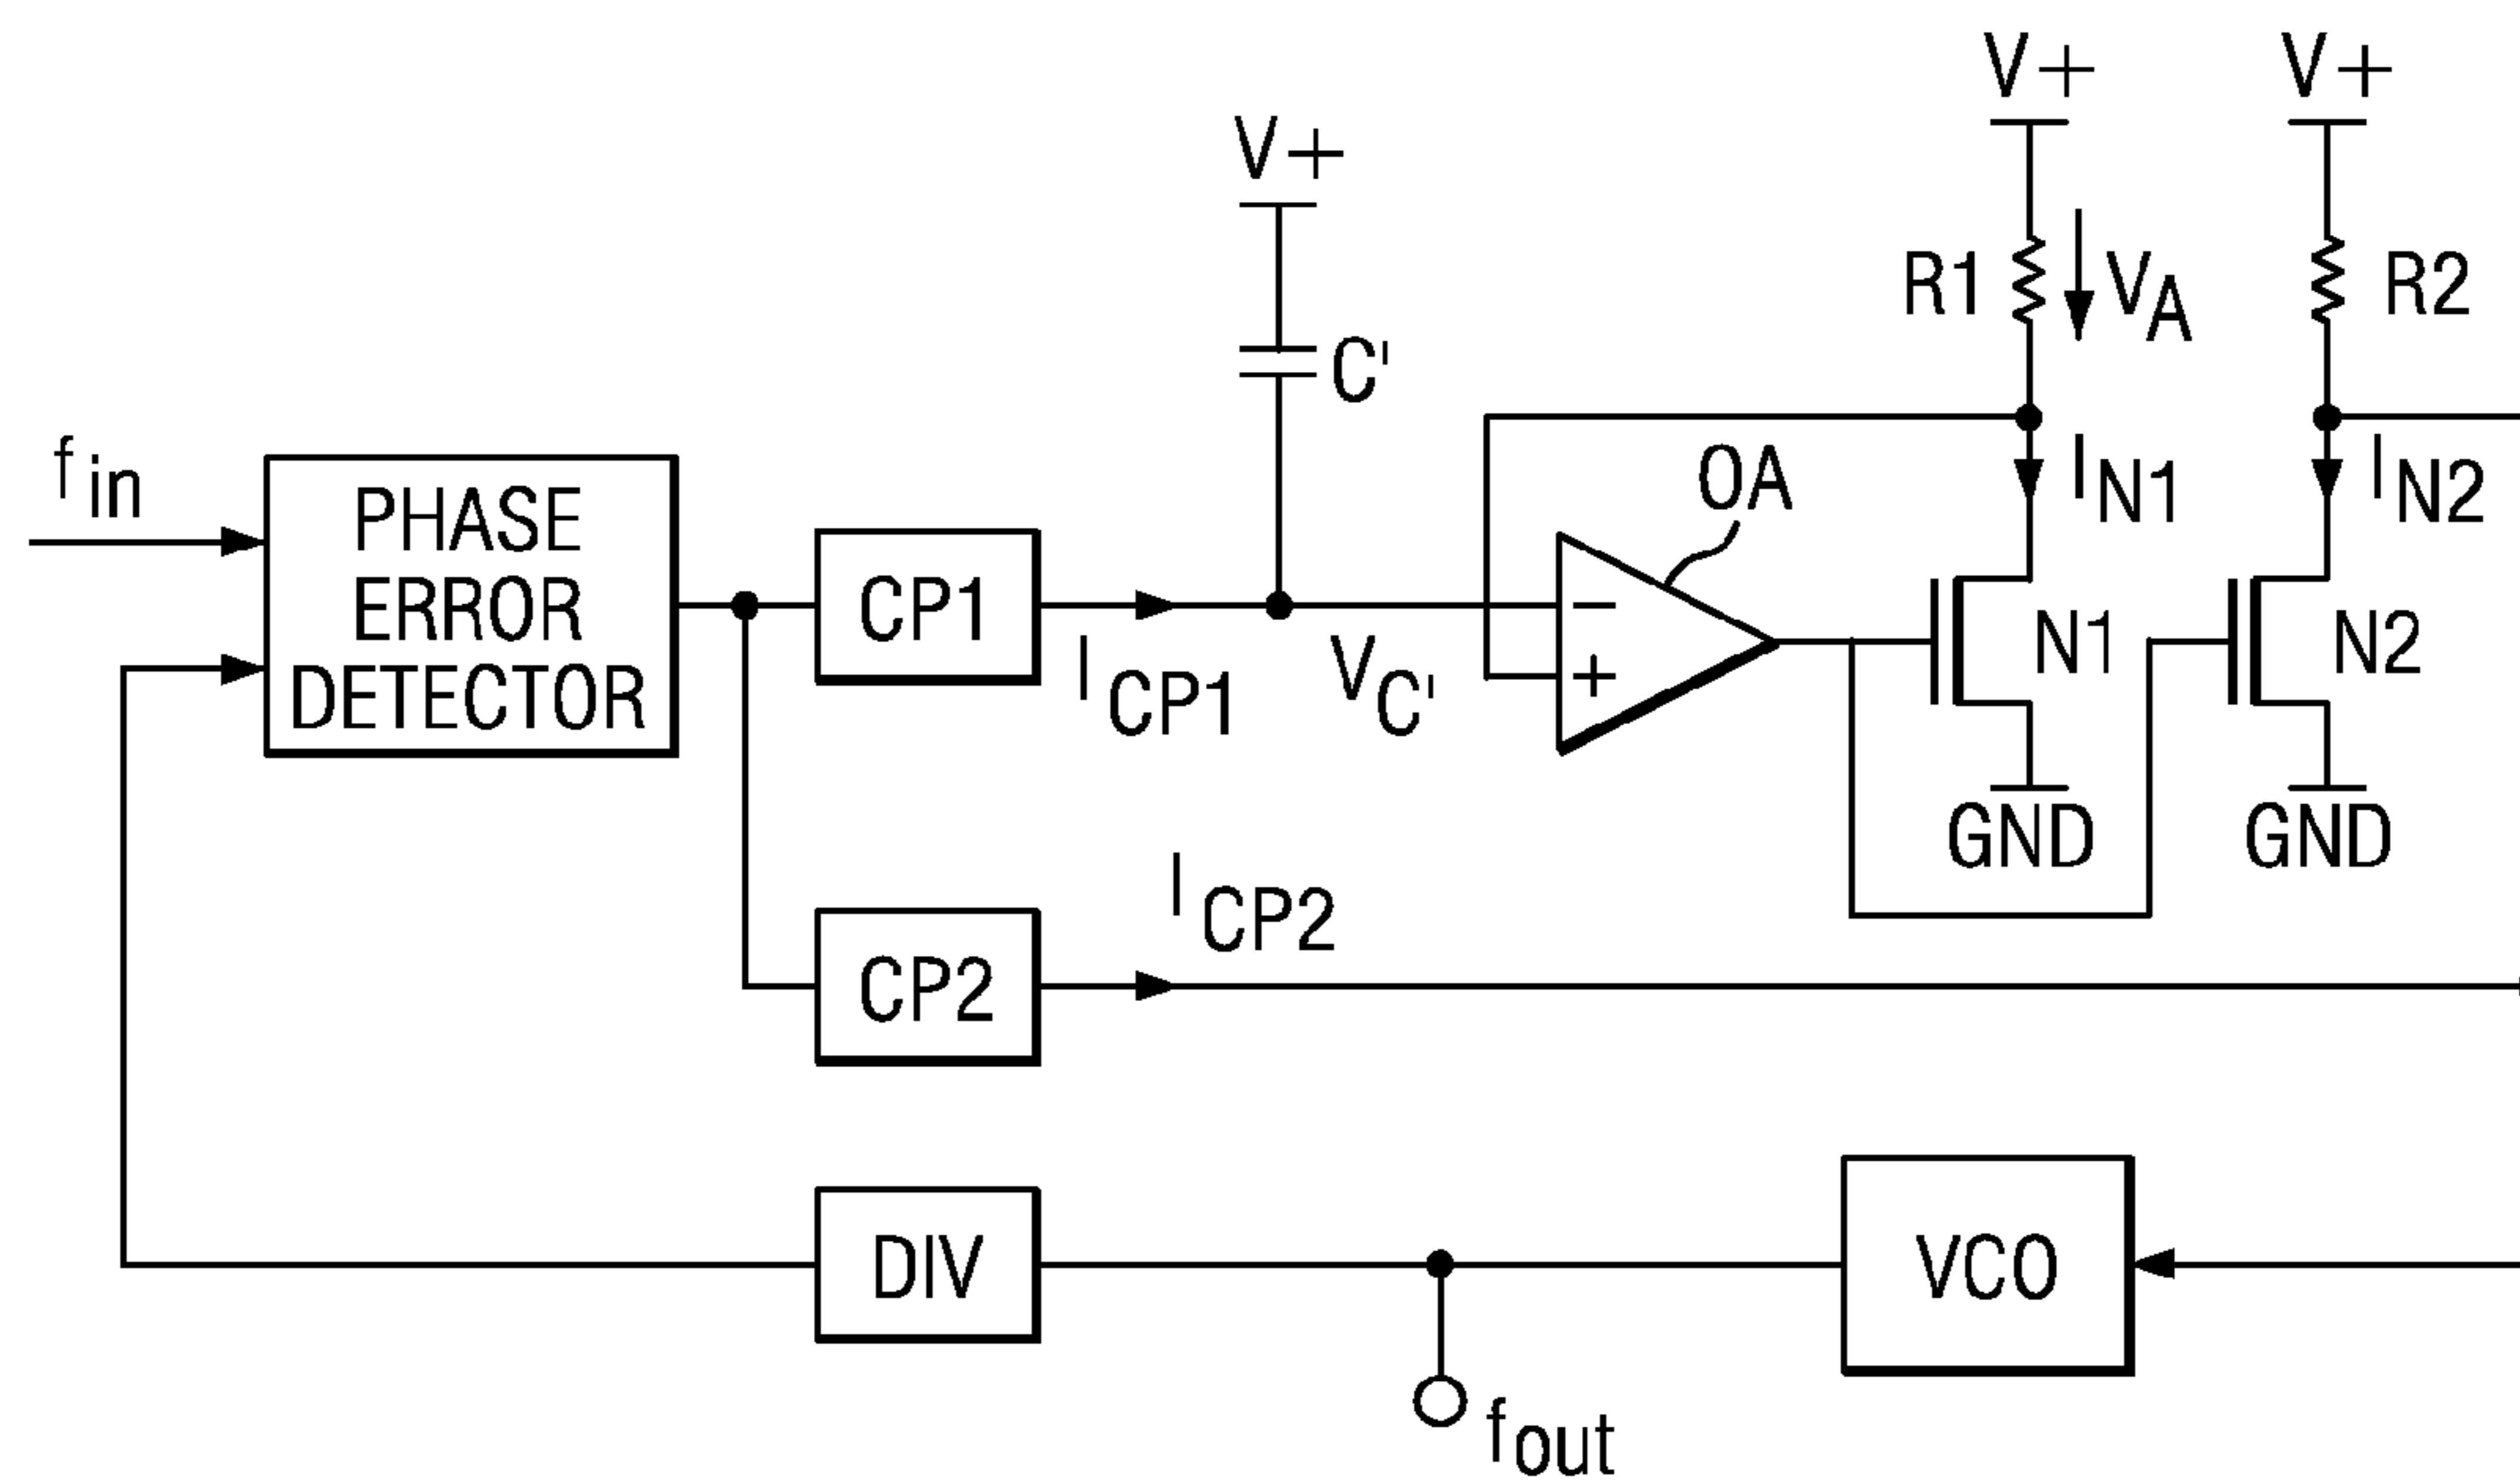 V+ V+
V+
R1 VA R2
C'
fin
OA IN1 IN2
PHASE
ERROR
DETECTOR
CP1
−
N1 N2
ICP1 VC' +
GND GND
ICP2
CP2
DIV VCO
fout